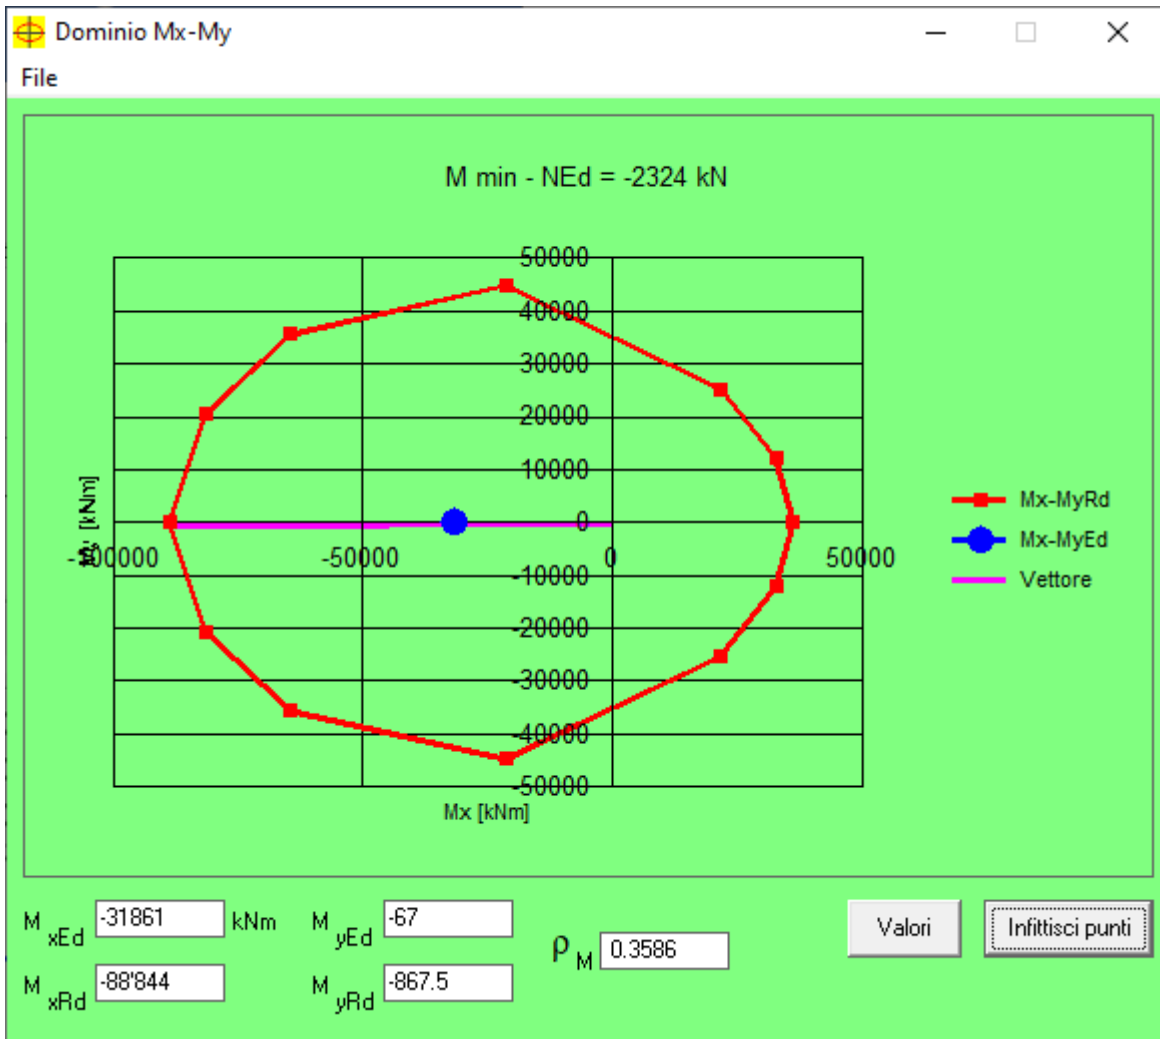 Dominio Mx-My
File
M min - NEd = -2324 kN
50000
40000
30000
20000
10000
0
-10000
-20000
-30000
-40000
-50000
-100000 -50000 0 50000
[kNm]
Mx [kNm]
Mx-MyRd
Mx-MyEd
Vettore
M xEd -31861 kNm M yEd -67
M xRd -88'844 M yRd -867.5
ρ M 0.3586
Valori Infittisci punti